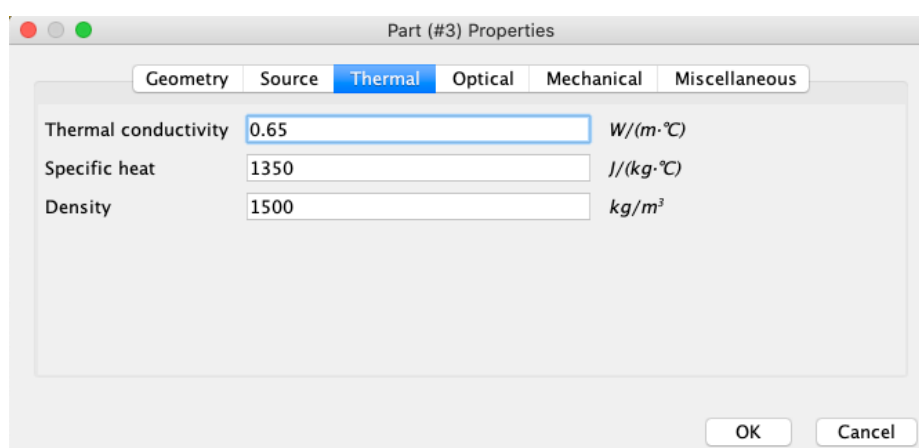 Part (#3) Properties
Geometry Source Thermal Optical Mechanical Miscellaneous
Thermal conductivity 0.65 W/(m·℃)
Specific heat 1350 J/(kg·℃)
Density 1500 kg/m³
OK Cancel